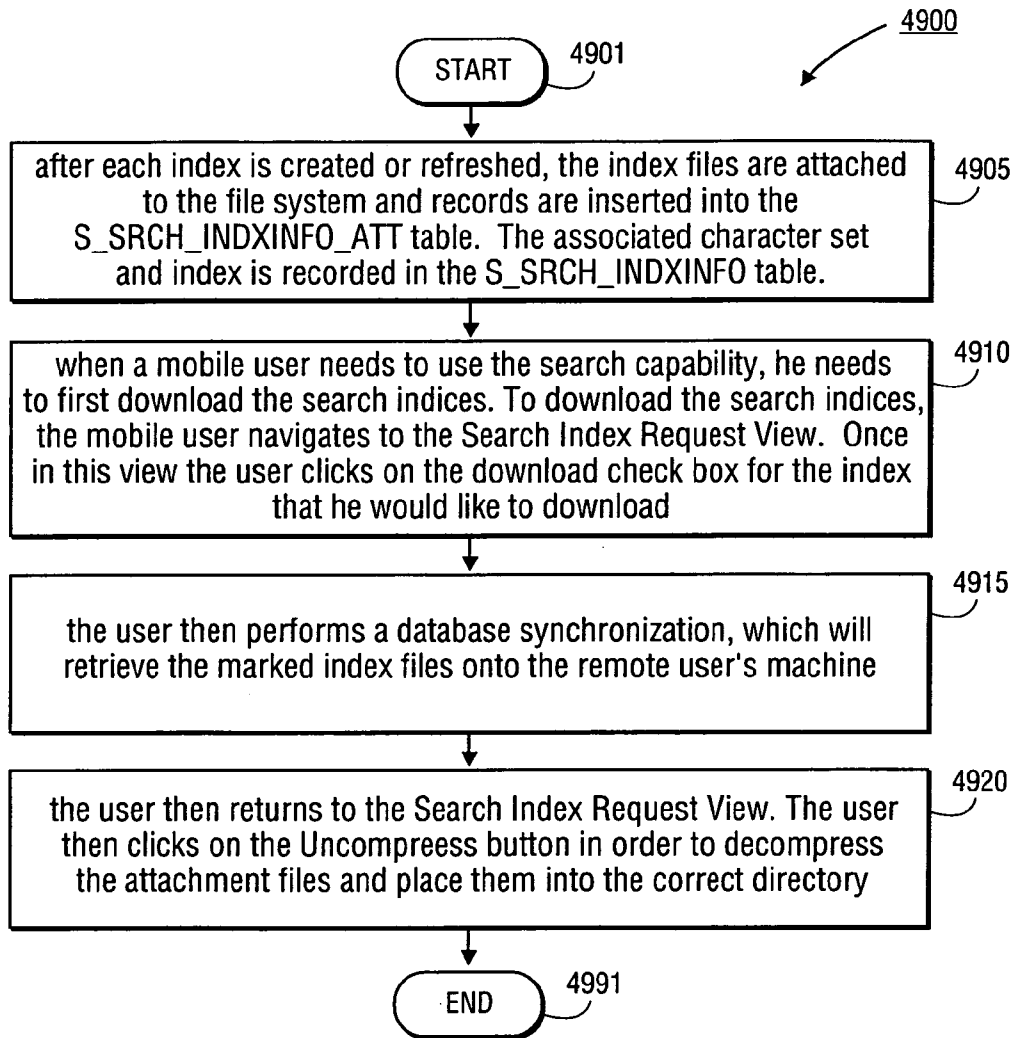 4900
START
4901
after each index is created or refreshed, the index files are attached
to the file system and records are inserted into the
S_SRCH_INDXINFO_ATT table. The associated character set
and index is recorded in the S_SRCH_INDXINFO table.
4905
when a mobile user needs to use the search capability, he needs
to first download the search indices. To download the search indices,
the mobile user navigates to the Search Index Request View. Once
in this view the user clicks on the download check box for the index
that he would like to download
4910
the user then performs a database synchronization, which will
retrieve the marked index files onto the remote user's machine
4915
the user then returns to the Search Index Request View. The user
then clicks on the Uncompreess button in order to decompress
the attachment files and place them into the correct directory
4920
END
4991